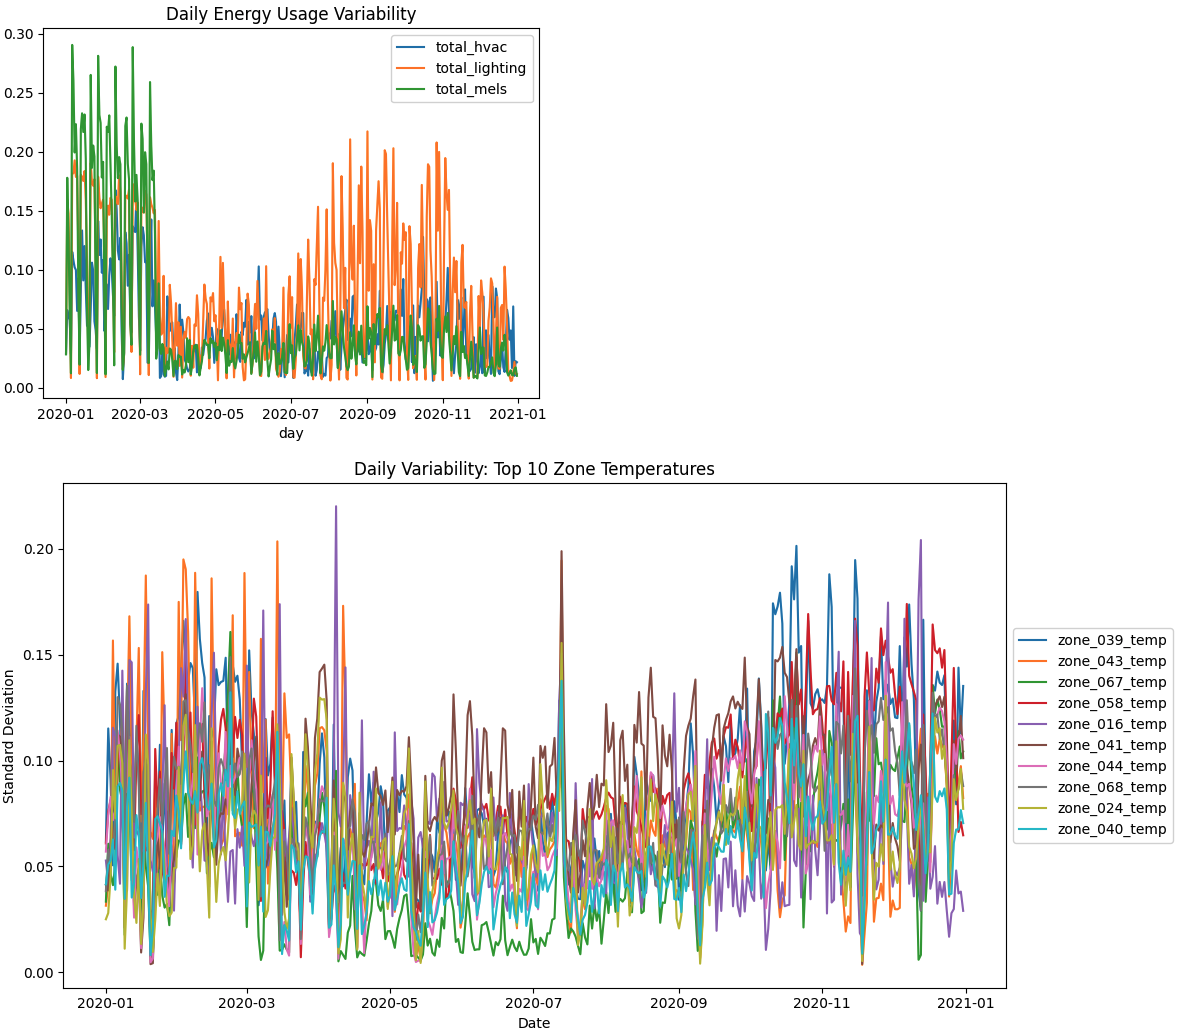 Daily Energy Usage Variability
0.30
0.25
0.20
0.15
0.10
0.05
0.00
total_hvac
total_lighting
total_mels
2020-01 2020-03 2020-05 2020-07 2020-09 2020-11 2021-01
day
Daily Variability: Top 10 Zone Temperatures
Standard Deviation
0.20
0.15
0.10
0.05
0.00
zone_039_temp
zone_043_temp
zone_067_temp
zone_058_temp
zone_016_temp
zone_041_temp
zone_044_temp
zone_068_temp
zone_024_temp
zone_040_temp
2020-01 2020-03 2020-05 2020-07 2020-09 2020-11 2021-01
Date